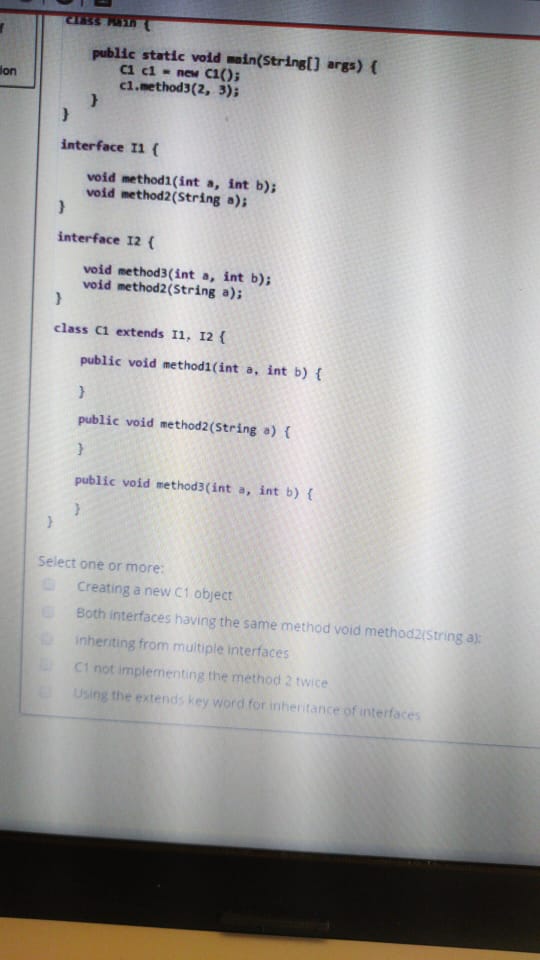 class Main {
public static void main(String[] args) {
C1 c1 = new C1();
c1.method3(2, 3);
}
}
ion
interface I1 {
void method1(int a, int b);
void method2(String a);
}
interface I2 {
void method3(int a, int b);
void method2(String a);
}
class C1 extends I1, I2 {
public void method1(int a, int b) {
}
public void method2(String a) {
}
public void method3(int a, int b) {
}
}
Select one or more:
Creating a new C1 object
Both interfaces having the same method void method2(String a);
inheriting from multiple interfaces
C1 not implementing the method 2 twice
Using the extends key word for inheritance of interfaces